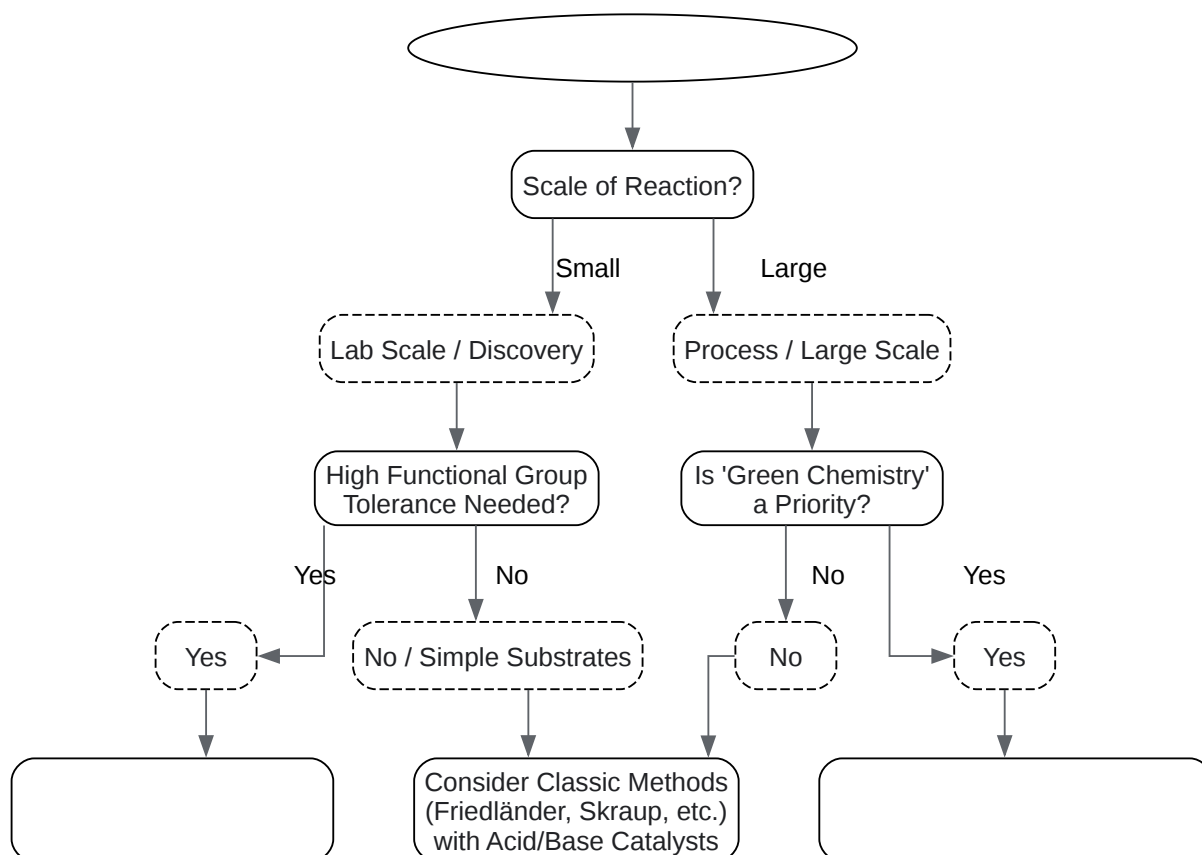 Scale of Reaction?
Small
Large
Lab Scale / Discovery
Process / Large Scale
High Functional Group
Tolerance Needed?
Is 'Green Chemistry'
a Priority?
Yes
No
No
Yes
Yes
No / Simple Substrates
No
Yes
Consider Classic Methods
(Friedländer, Skraup, etc.)
with Acid/Base Catalysts